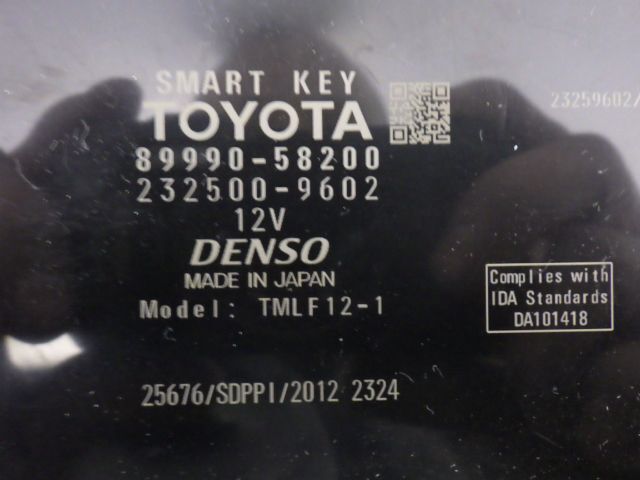 SMART KEY
TOYOTA
89990-58200
232500-9602
12V
DENSO
MADE IN JAPAN
Model: TMLF12-1
25676/SDPPI/2012 2324
23259602/
Complies with
IDA Standards
DA101418